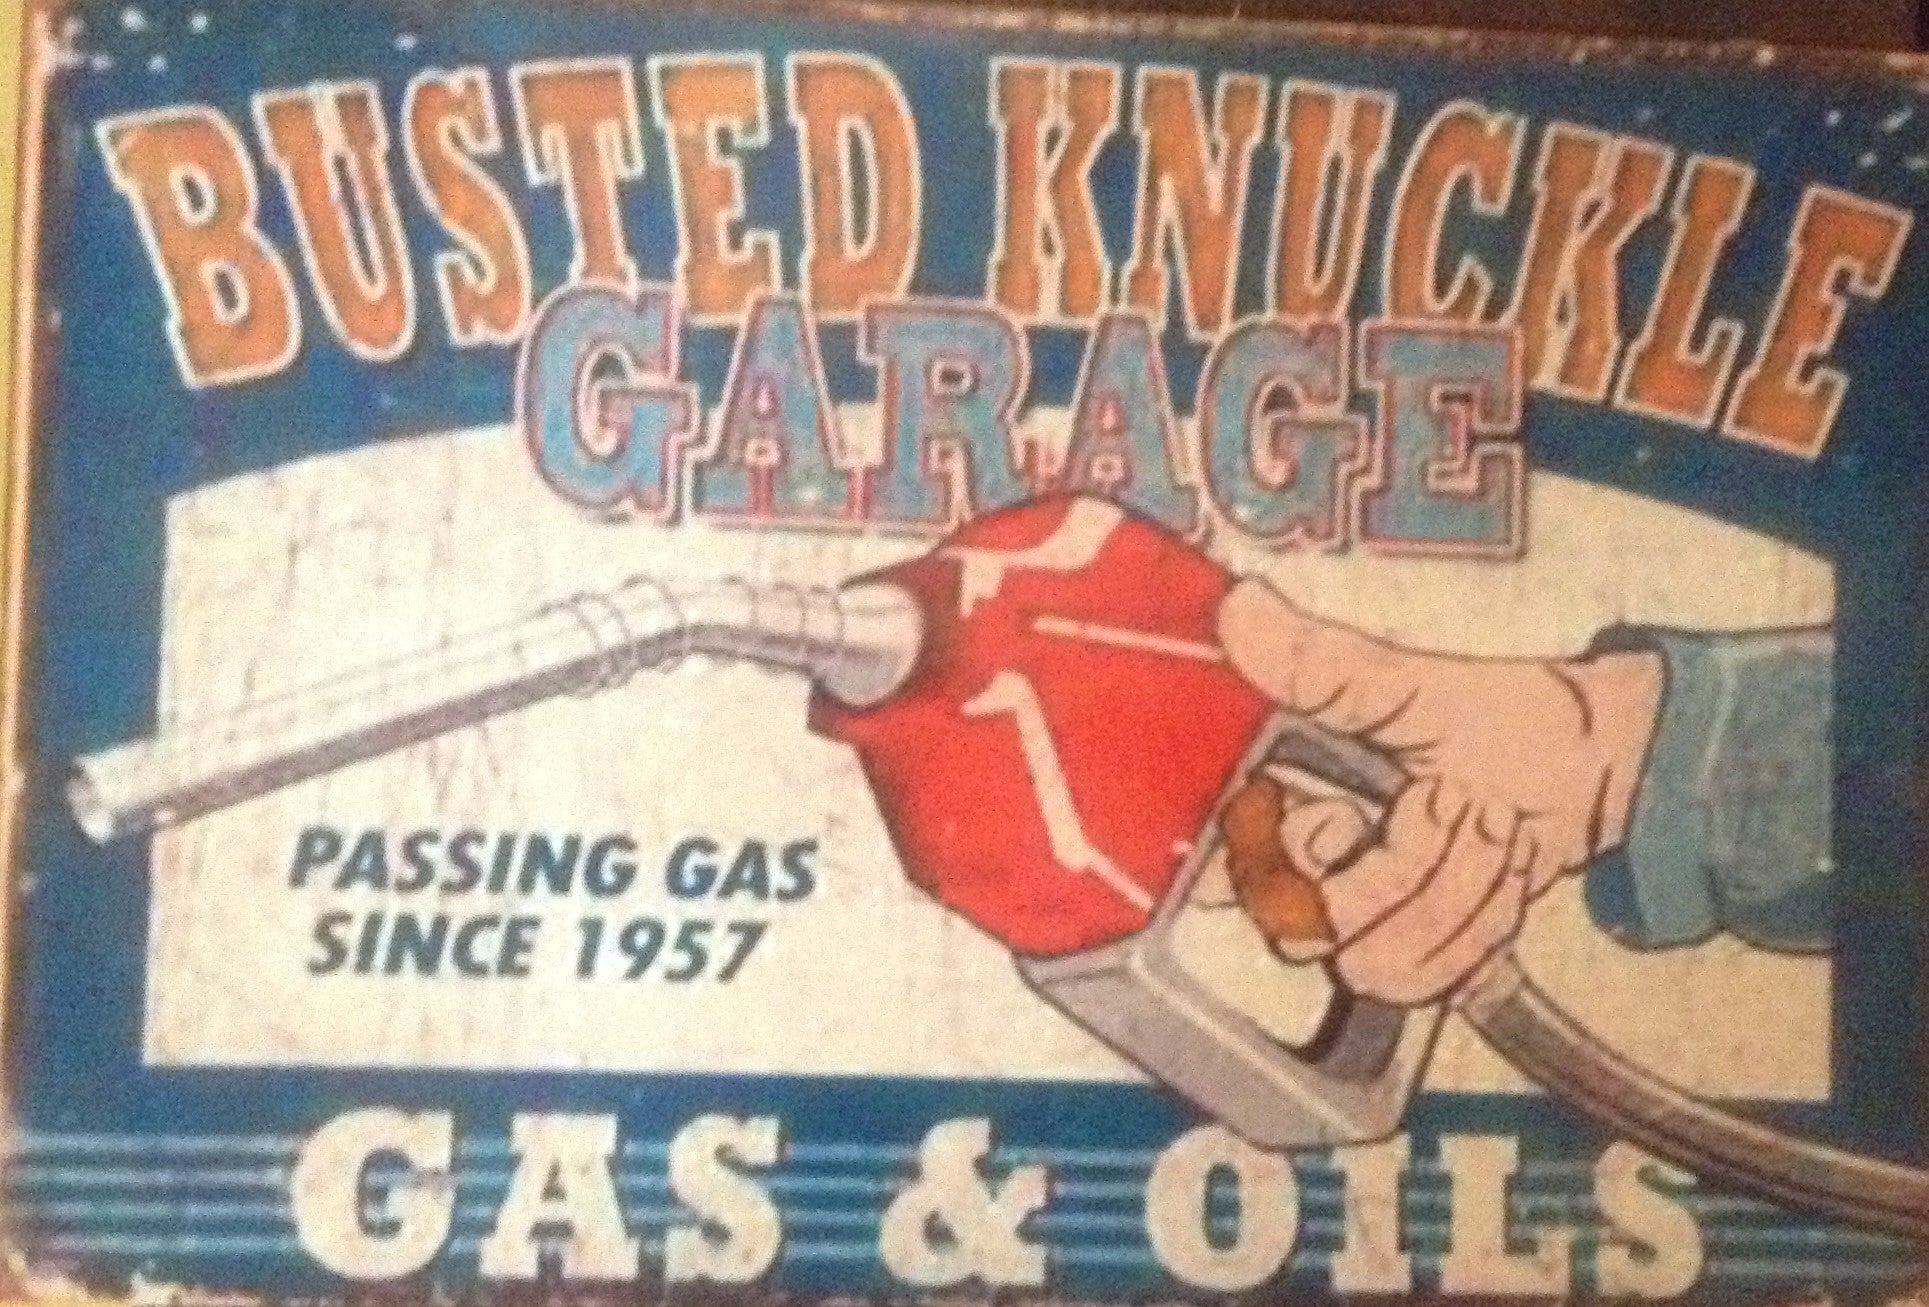 BUSTED KNUCKLE
GARAGE
PASSING GAS
SINCE 1957
GAS & OILS